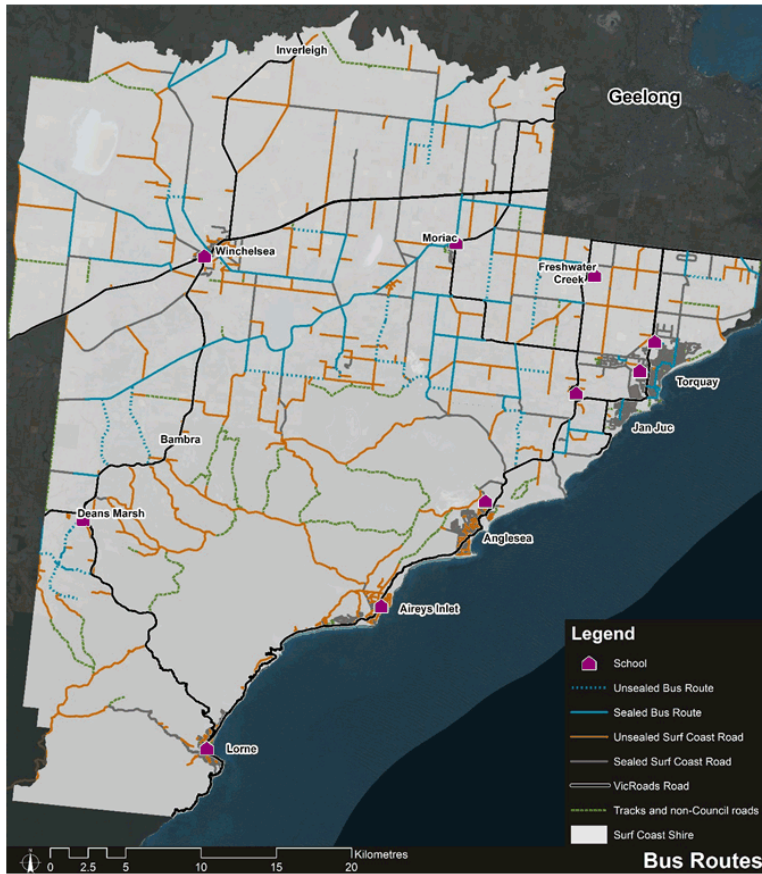 Inverleigh
Geelong
Moriac
Winchelsea
Freshwater
Creek
Torquay
Jan Juc
Bambra
Deans Marsh
Anglesea
Aireys Inlet
Lorne
Legend
School
Unsealed Bus Route
Sealed Bus Route
Unsealed Surf Coast Road
Sealed Surf Coast Road
VicRoads Road
Tracks and non-Council roads
Surf Coast Shire
Kilometres
0 2.5 5 10 15 20
Bus Routes